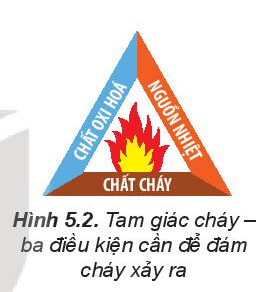 CHẤT OXI HOÁ
NGUỒN NHIỆT
CHẤT CHÁY
Hình 5.2. Tam giác cháy –
ba điều kiện cần để đám
cháy xảy ra